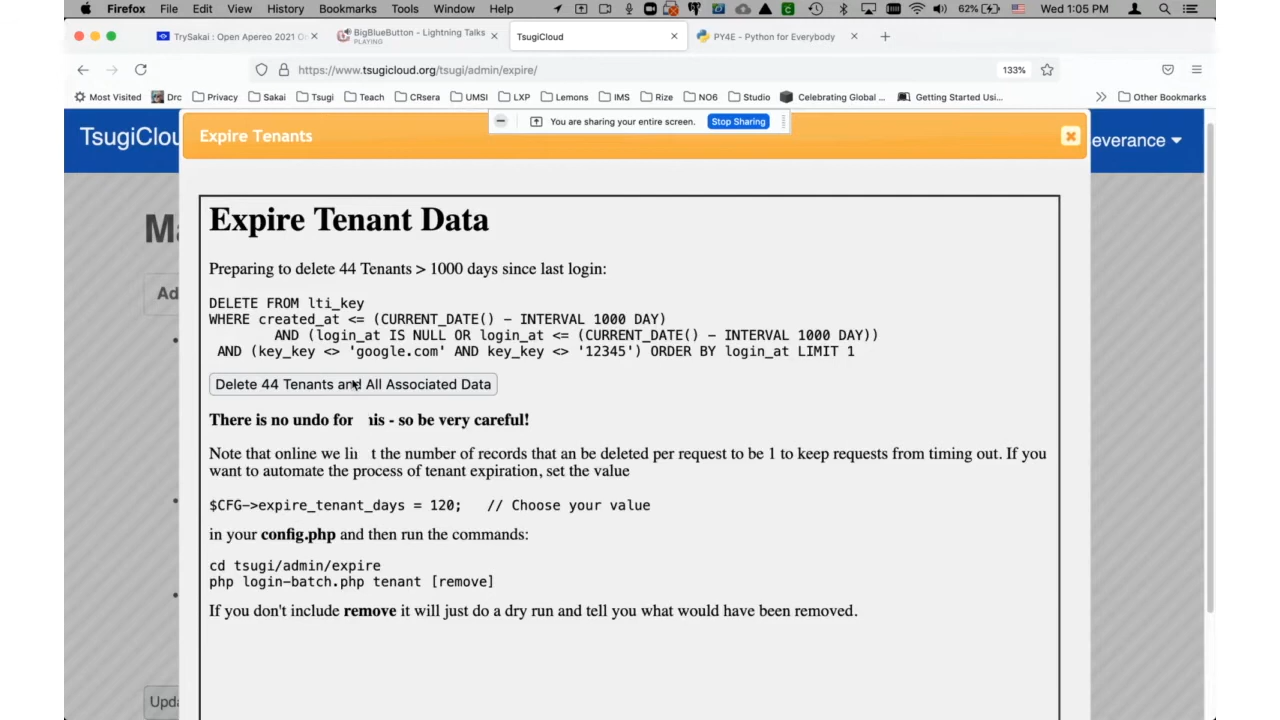 Firefox File Edit View History Bookmarks Tools Window Help 62% Wed 1:05 PM
TrySakai : Open Apereo 2021 O
BigBlueButton - Lightning Talks
PLAYING
TsugiCloud
PY4E - Python for Everybody
https://www.tsugicloud.org/tsugi/admin/expire/ 133%
Most Visited Drc Privacy Sakai Tsugi Teach CRsera UMSI LXP Lemons IMS Rize NO6 Studio Celebrating Global ... Getting Started Usi... Other Bookmarks
You are sharing your entire screen. Stop Sharing
TsugiClou
Expire Tenants
everance
Ma
Ad
Expire Tenant Data
Preparing to delete 44 Tenants > 1000 days since last login:
DELETE FROM lti_key
WHERE created_at <= (CURRENT_DATE() - INTERVAL 1000 DAY)
AND (login_at IS NULL OR login_at <= (CURRENT_DATE() - INTERVAL 1000 DAY))
AND (key_key <> 'google.com' AND key_key <> '12345') ORDER BY login_at LIMIT 1
Delete 44 Tenants and All Associated Data
There is no undo for his - so be very careful!
Note that online we li t the number of records that an be deleted per request to be 1 to keep requests from timing out. If you
want to automate the process of tenant expiration, set the value
$CFG->expire_tenant_days = 120; // Choose your value
in your config.php and then run the commands:
cd tsugi/admin/expire
php login-batch.php tenant [remove]
If you don't include remove it will just do a dry run and tell you what would have been removed.
Upda